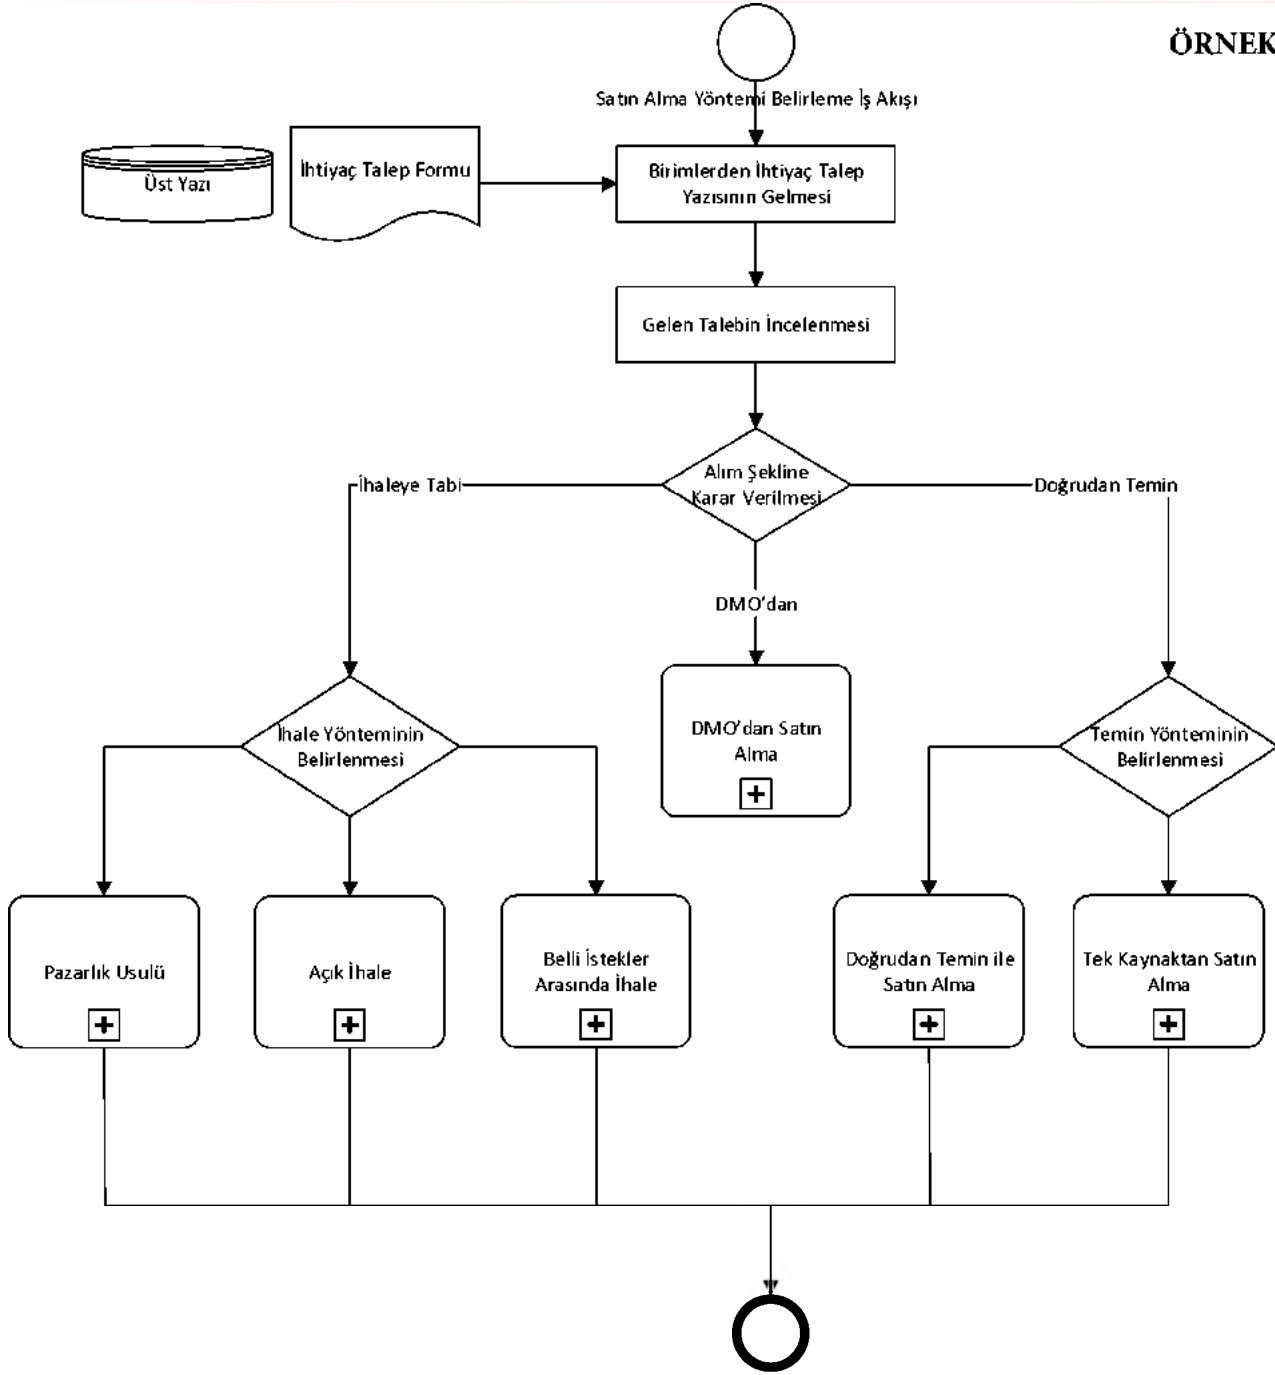 ÖRNEK
Satın Alma Yöntemi Belirleme İş Akışı
Üst Yazı
İhtiyaç Talep Formu
Birimlerden İhtiyaç Talep
Yazısının Gelmesi
Gelen Talebin İncelenmesi
Alım Şekline
Karar Verilmesi
İhaleye Tabi
Doğrudan Temin
DMO'dan
İhale Yönteminin
Belirlenmesi
DMO'dan Satın
Alma
Temin Yönteminin
Belirlenmesi
Pazarlık Usulü
Açık İhale
Belli İstekler
Arasında İhale
Doğrudan Temin ile
Satın Alma
Tek Kaynaktan Satın
Alma